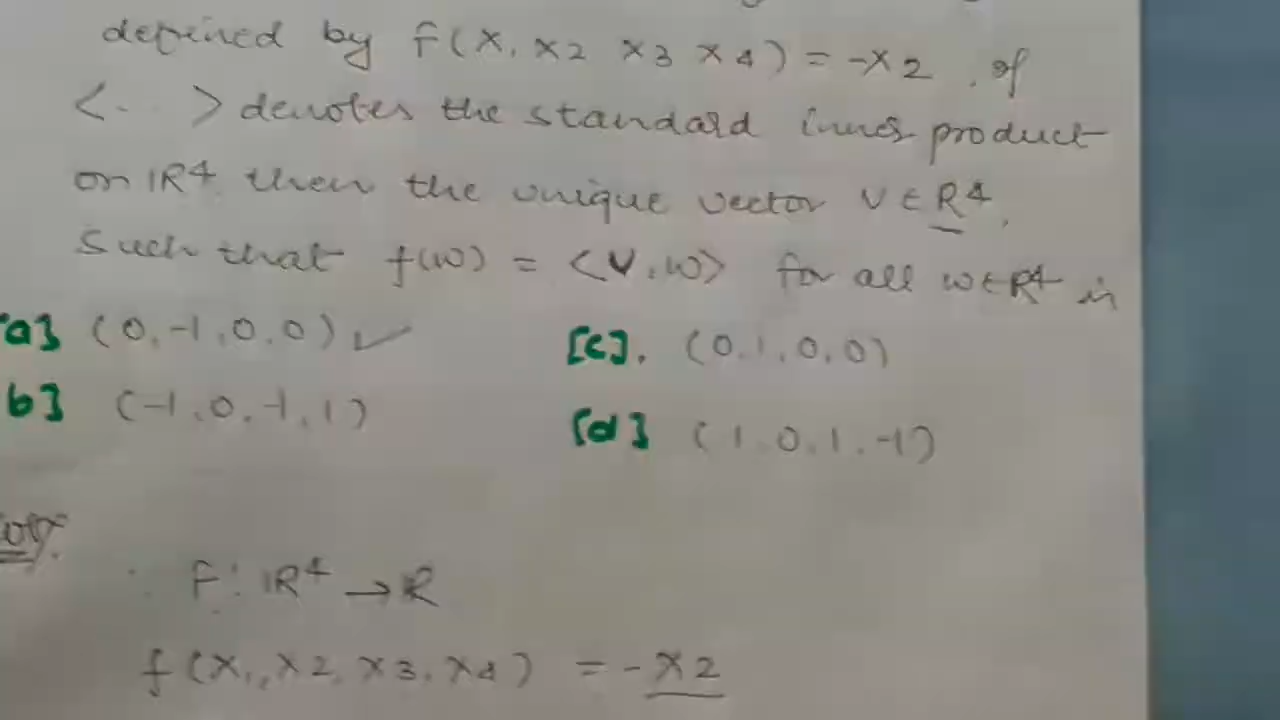 defined by f(x, x2 x3 x4) = -x2 . of
<. . > denotes the standard inner product
on IR4 then the unique vector V ∈ R4,
Such that f(w) = <V, w> for all w ∈ R4 is
[a] (0, -1, 0, 0) ✓
[c]. (0, 1, 0, 0)
b] (-1, 0, -1, 1)
[d] (1, 0, 1, -1)
F: IR4 → R
f(x1, x2, x3, x4) = -x2